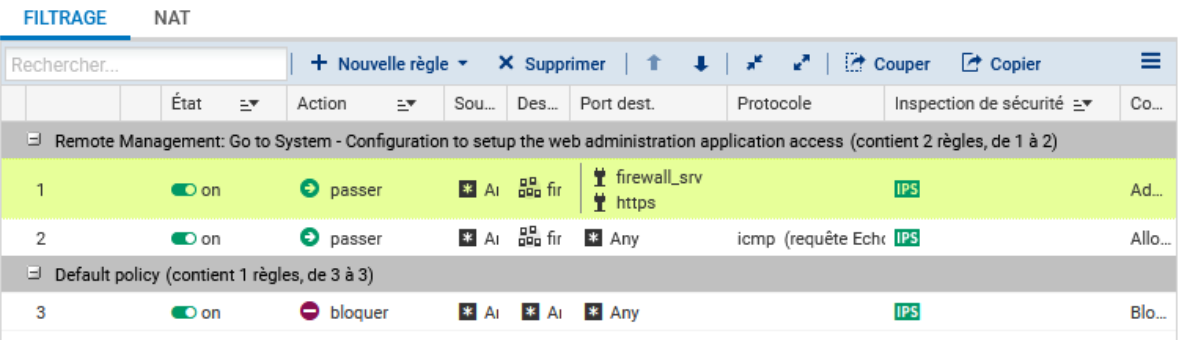 FILTRAGE NAT
Rechercher... + Nouvelle règle Supprimer Couper Copier
État Action Sou... Des... Port dest. Protocole Inspection de sécurité Co...
Remote Management: Go to System - Configuration to setup the web administration application access (contient 2 règles, de 1 à 2)
1 on passer Ar fir firewall_srv https IPS Ad...
2 on passer Ar fir Any icmp (requête Echo IPS Allo...
Default policy (contient 1 règles, de 3 à 3)
3 on bloquer Ar Ar Any IPS Blo...